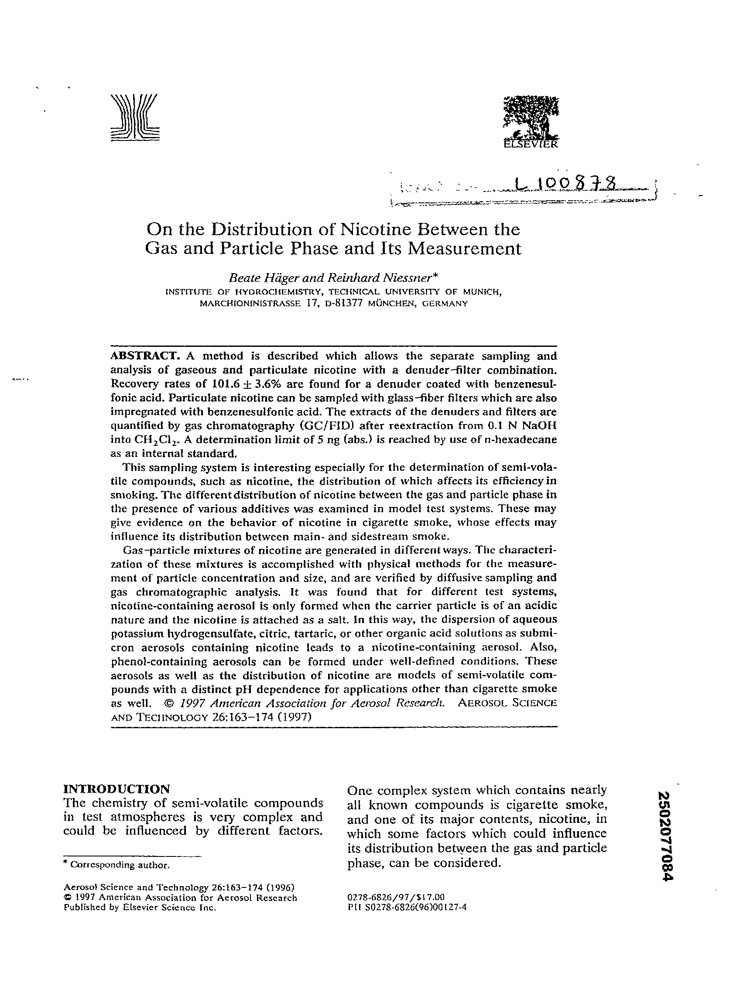 ELSEVIER
L 100878
On the Distribution of Nicotine Between the
Gas and Particle Phase and Its Measurement
Beate Häger and Reinhard Niessner*
INSTITUTE OF HYDROCHEMISTRY, TECHNICAL UNIVERSITY OF MUNICH,
MARCHIONINISTRASSE 17, D-81377 MÜNCHEN, GERMANY
ABSTRACT. A method is described which allows the separate sampling and
analysis of gaseous and particulate nicotine with a denuder–filter combination.
Recovery rates of 101.6 ± 3.6% are found for a denuder coated with benzenesul-
fonic acid. Particulate nicotine can be sampled with glass–fiber filters which are also
impregnated with benzenesulfonic acid. The extracts of the denuders and filters are
quantified by gas chromatography (GC/FID) after reextraction from 0.1 N NaOH
into CH₂Cl₂. A determination limit of 5 ng (abs.) is reached by use of n-hexadecane
as an internal standard.
This sampling system is interesting especially for the determination of semi-vola-
tile compounds, such as nicotine, the distribution of which affects its efficiency in
smoking. The different distribution of nicotine between the gas and particle phase in
the presence of various additives was examined in model test systems. These may
give evidence on the behavior of nicotine in cigarette smoke, whose effects may
influence its distribution between main- and sidestream smoke.
Gas–particle mixtures of nicotine are generated in different ways. The characteri-
zation of these mixtures is accomplished with physical methods for the measure-
ment of particle concentration and size, and are verified by diffusive sampling and
gas chromatographic analysis. It was found that for different test systems,
nicotine-containing aerosol is only formed when the carrier particle is of an acidic
nature and the nicotine is attached as a salt. In this way, the dispersion of aqueous
potassium hydrogensulfate, citric, tartaric, or other organic acid solutions as submi-
cron aerosols containing nicotine leads to a nicotine-containing aerosol. Also,
phenol-containing aerosols can be formed under well-defined conditions. These
aerosols as well as the distribution of nicotine are models of semi-volatile com-
pounds with a distinct pH dependence for applications other than cigarette smoke
as well. © 1997 American Association for Aerosol Research. AEROSOL SCIENCE
AND TECHNOLOGY 26:163–174 (1997)
INTRODUCTION
The chemistry of semi-volatile compounds
in test atmospheres is very complex and
could be influenced by different factors.
* Corresponding author.
Aerosol Science and Technology 26:163–174 (1996)
© 1997 American Association for Aerosol Research
Published by Elsevier Science Inc.
One complex system which contains nearly
all known compounds is cigarette smoke,
and one of its major contents, nicotine, in
which some factors which could influence
its distribution between the gas and particle
phase, can be considered.
0278-6826/97/$17.00
PII S0278-6826(96)00127-4
2502077084